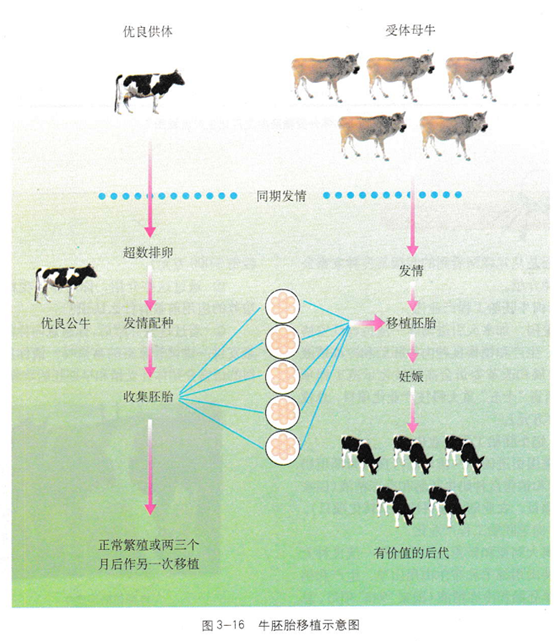 优良供体
受体母牛
同期发情
超数排卵
发情
优良公牛
发情配种
移植胚胎
收集胚胎
妊娠
正常繁殖或两三个
月后作另一次移植
有价值的后代
图 3-16 牛胚胎移植示意图